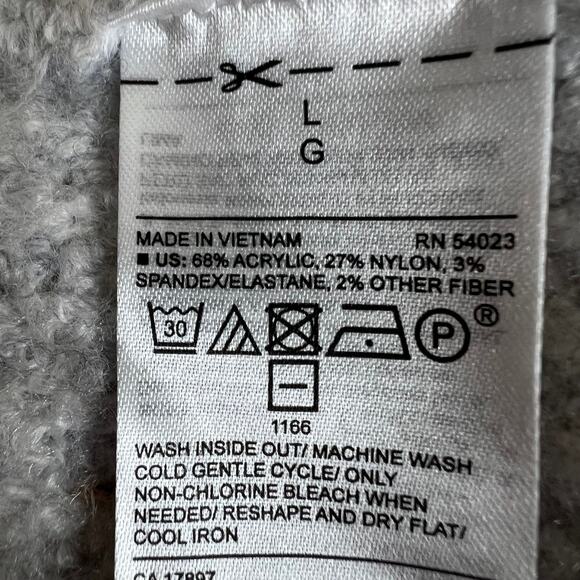 L
G
MADE IN VIETNAM RN 54023
■ US: 68% ACRYLIC, 27% NYLON, 3%
SPANDEX/ELASTANE, 2% OTHER FIBER
30 P®
1166
WASH INSIDE OUT/ MACHINE WASH
COLD GENTLE CYCLE/ ONLY
NON-CHLORINE BLEACH WHEN
NEEDED/ RESHAPE AND DRY FLAT/
COOL IRON
CA 17897